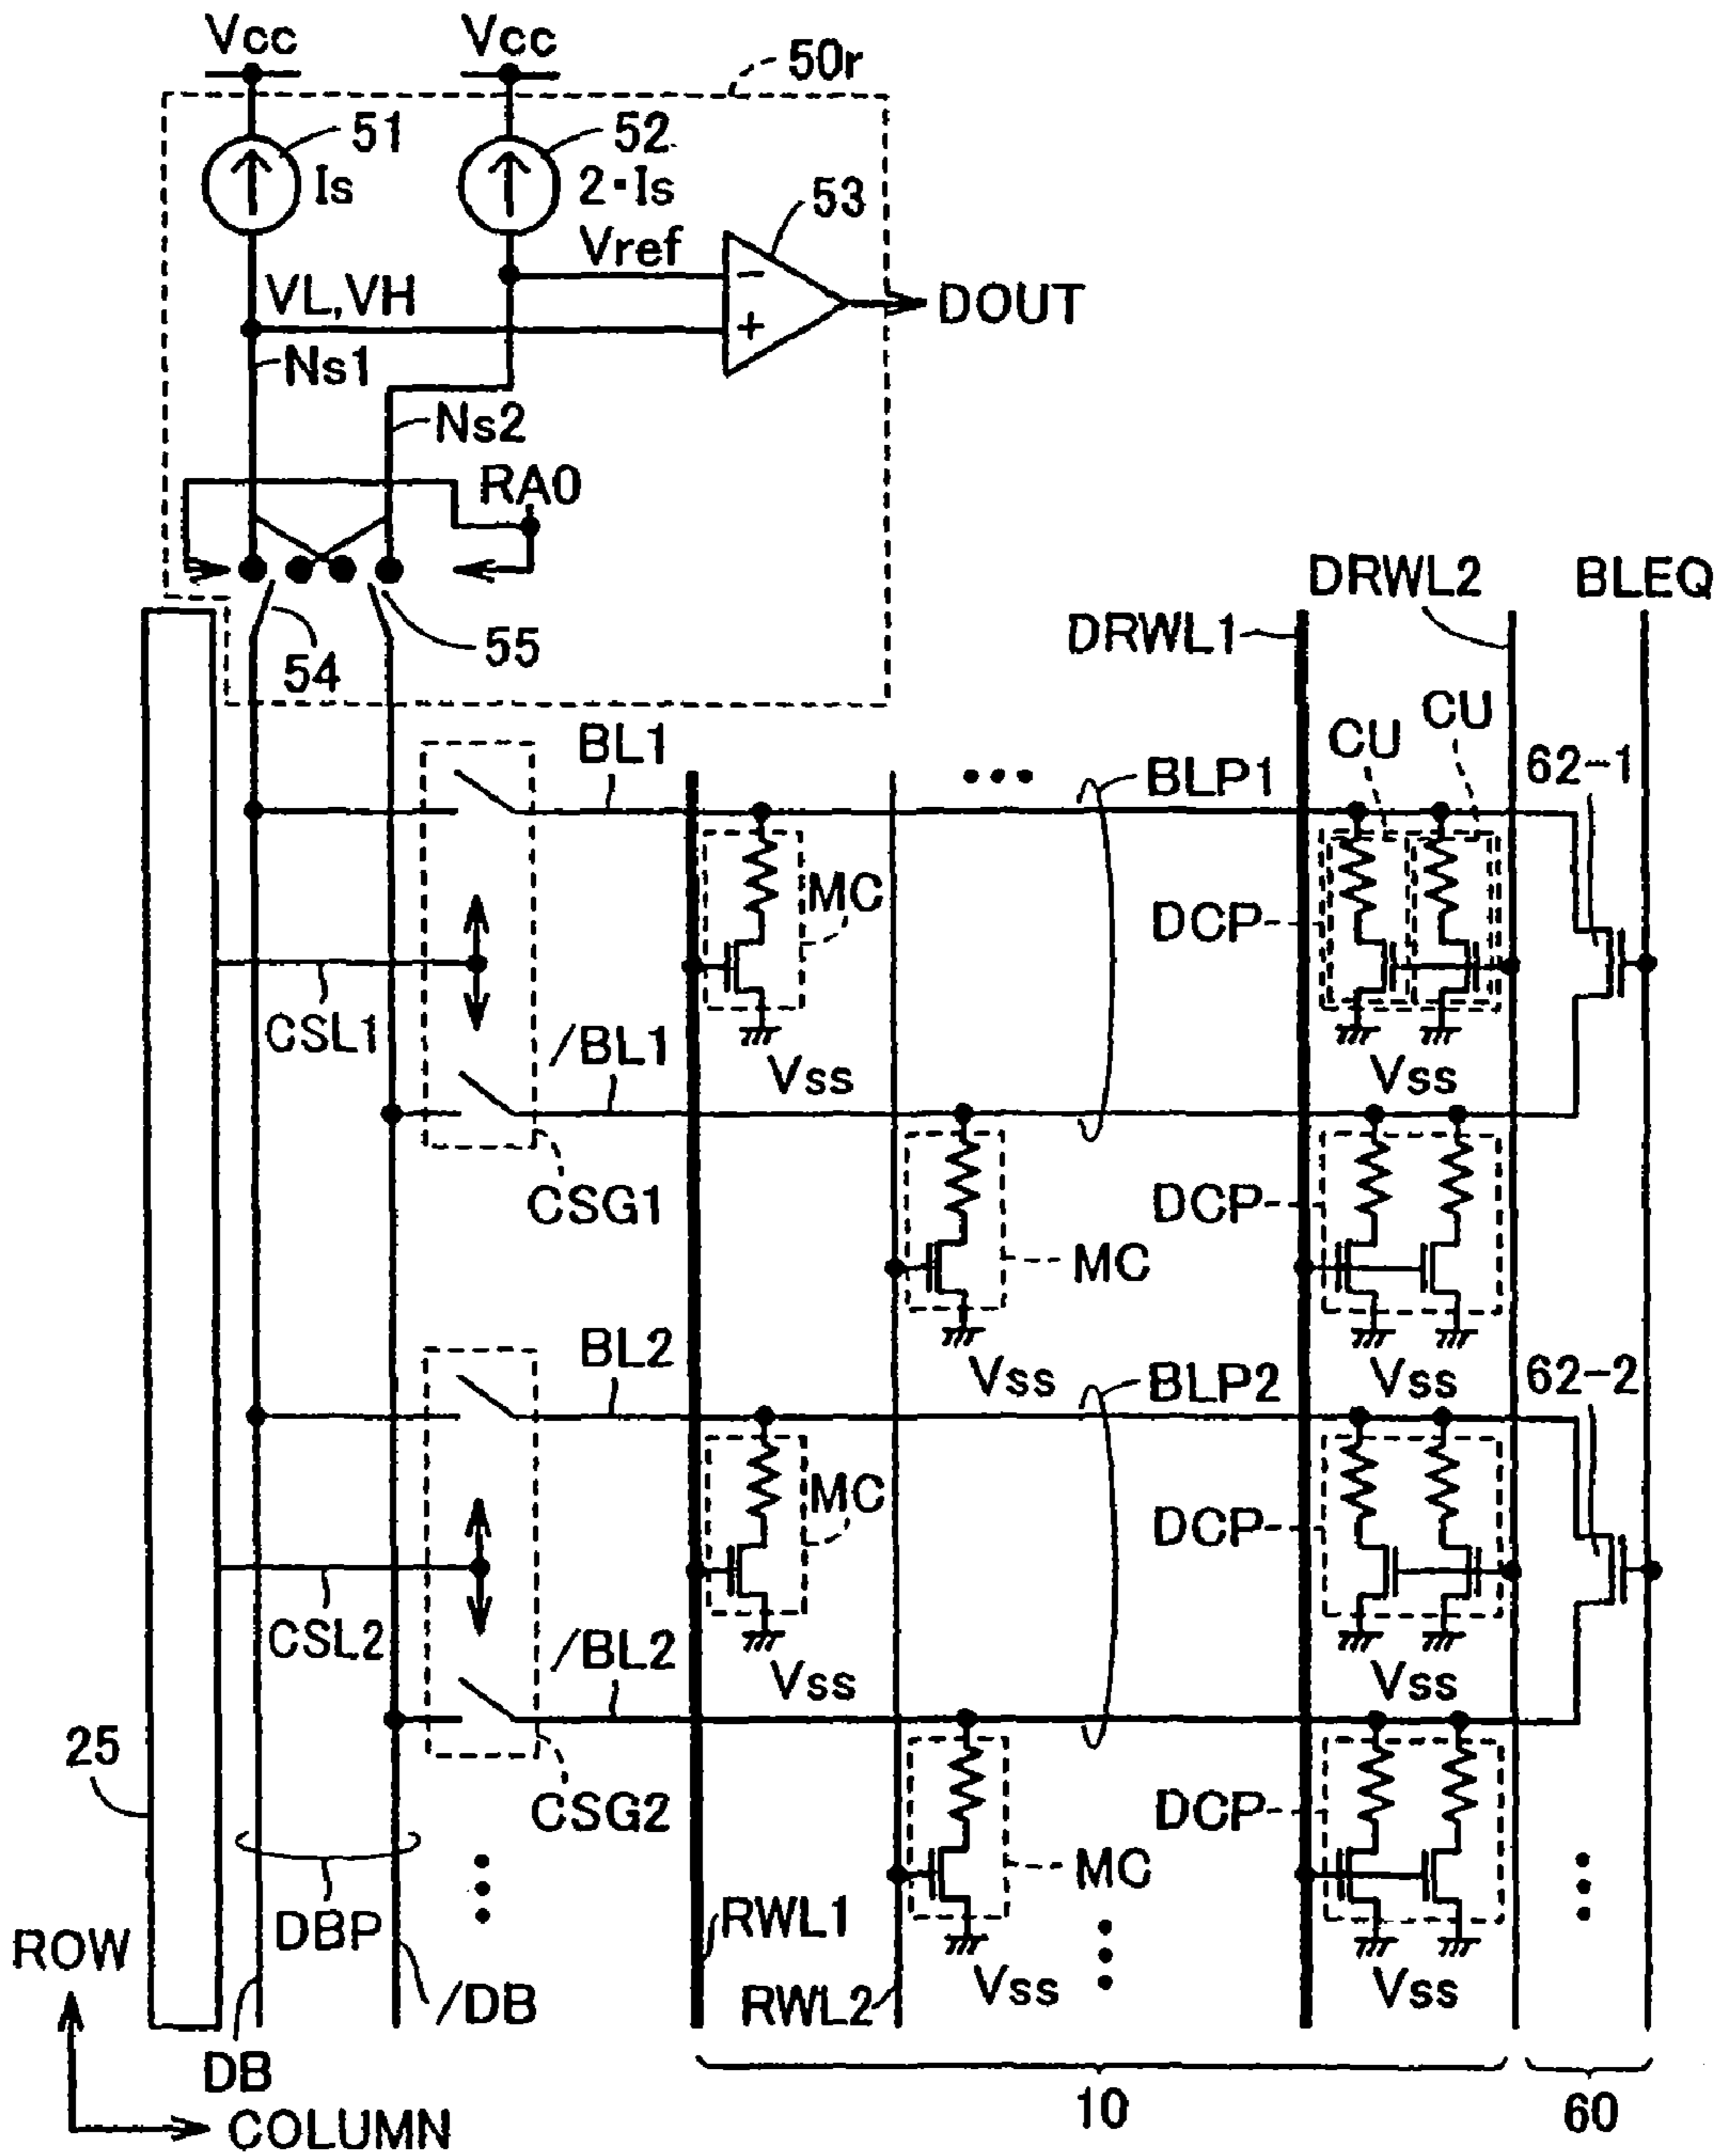 Vcc
Vcc
50r
51
Is
52
2·Is
53
Vref
VL,VH
DOUT
Ns1
Ns2
RA0
54
55
DRWL1
DRWL2
BLEQ
BL1
BLP1
CU
CU
62-1
MC
DCP
CSL1
/BL1
Vss
Vss
CSG1
DCP
MC
BL2
Vss
BLP2
Vss
62-2
MC
DCP
CSL2
/BL2
Vss
Vss
25
CSG2
DCP
MC
DBP
RWL1
ROW
/DB
RWL2
Vss
Vss
DB
COLUMN
10
60